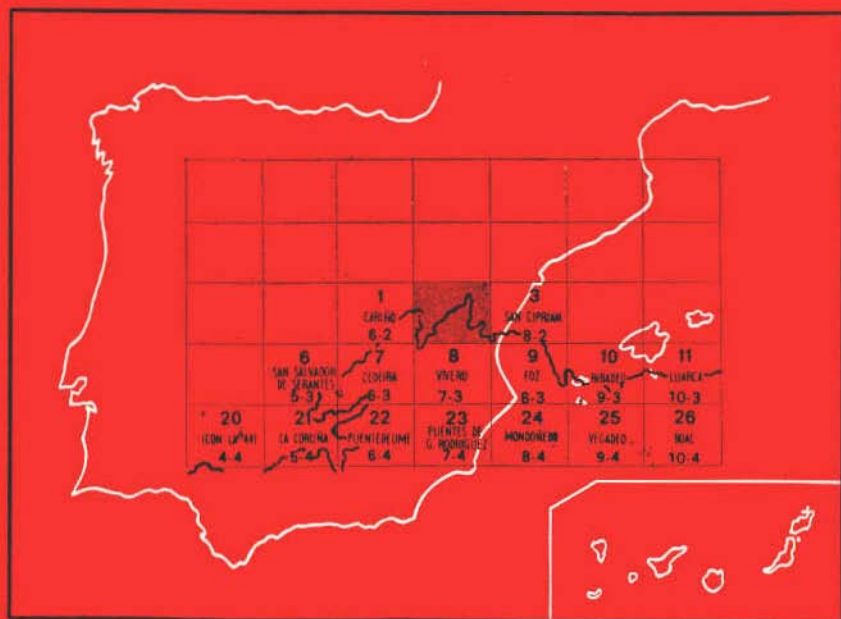 1
CARIÑO
6-2
3
SAN CIPRIAN
8-2
6
SAN SALVADOR
DE SERANTES
5-3
7
CEDEIRA
6-3
8
VIVERO
7-3
9
FOZ
8-3
10
RIBADEO
9-3
11
LUARCA
10-3
20
4-4
21
LA CORUÑA
5-4
22
PUENTEDEUME
6-4
23
PUENTES DE
G. RODRIGUEZ
7-4
24
MONDOÑEDO
8-4
25
VEGADEO
9-4
26
BOAL
10-4